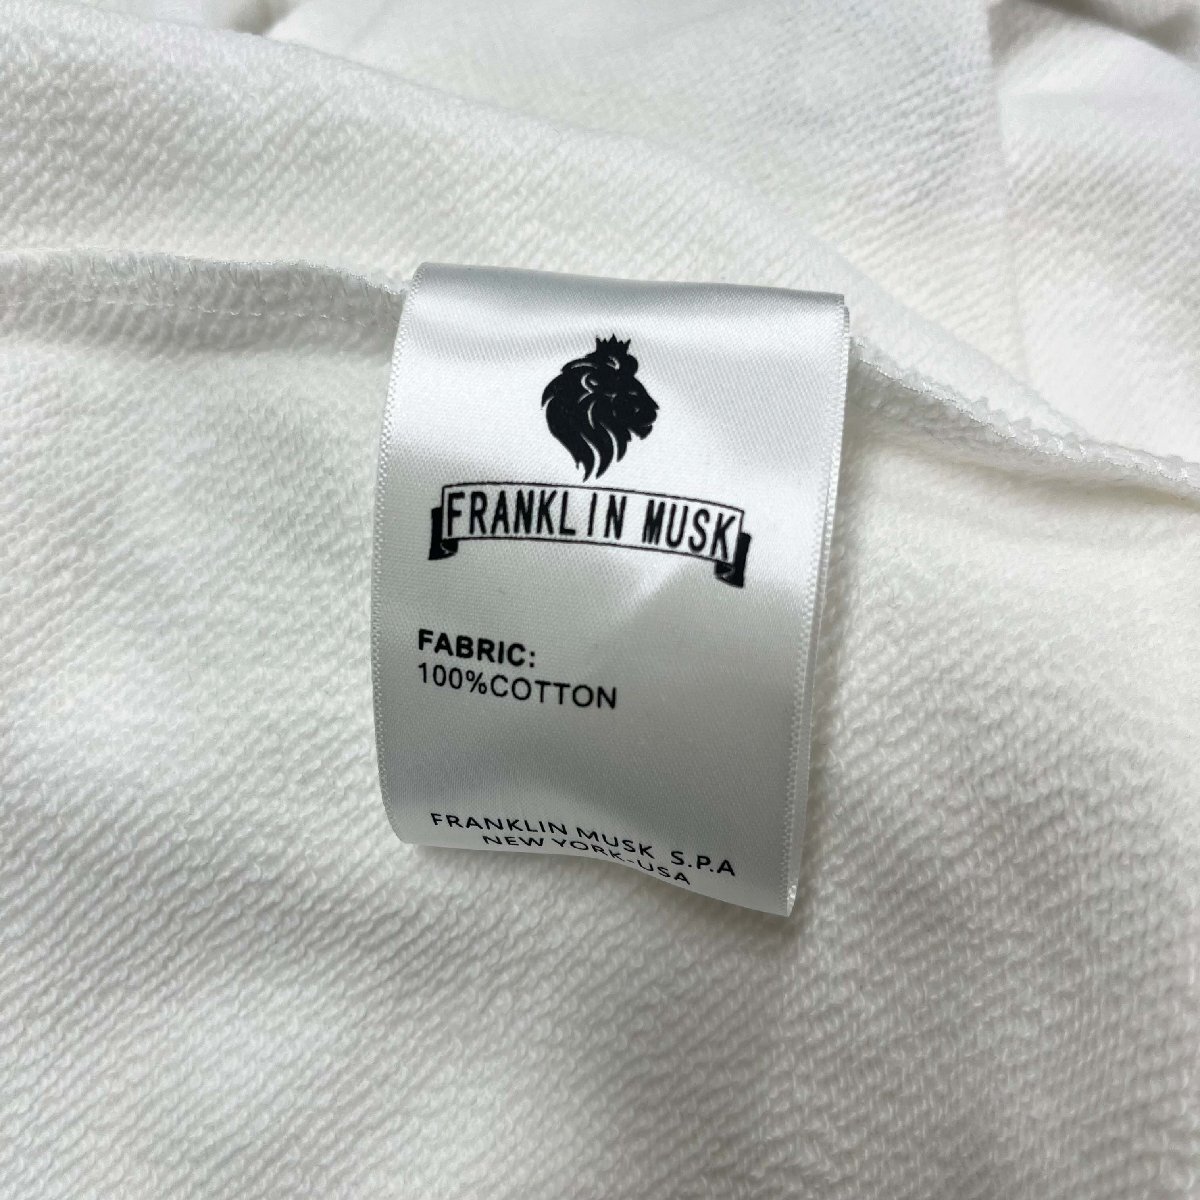 FRANKLIN MUSK
FABRIC:
100%COTTON
FRANKLIN MUSK S.P.A
NEW YORK-USA